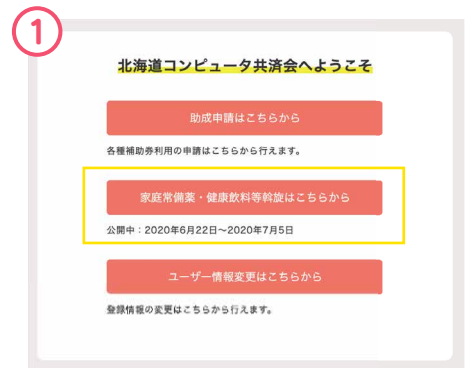 ①
北海道コンピュータ共済会へようこそ
助成申請はこちらから
各種補助券利用の申請はこちらから行えます。
家庭常備薬・健康飲料等斡旋はこちらから
公開中：2020年6月22日～2020年7月5日
ユーザー情報変更はこちらから
登録情報の変更はこちらから行えます。